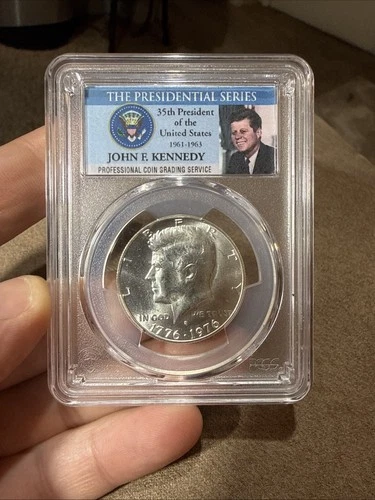 THE PRESIDENTIAL SERIES
35th President
of the
United States
1961-1963
JOHN F. KENNEDY
PROFESSIONAL COIN GRADING SERVICE
LIBERTY
IN GOD WE TRUST
S
1776·1976
PCGS